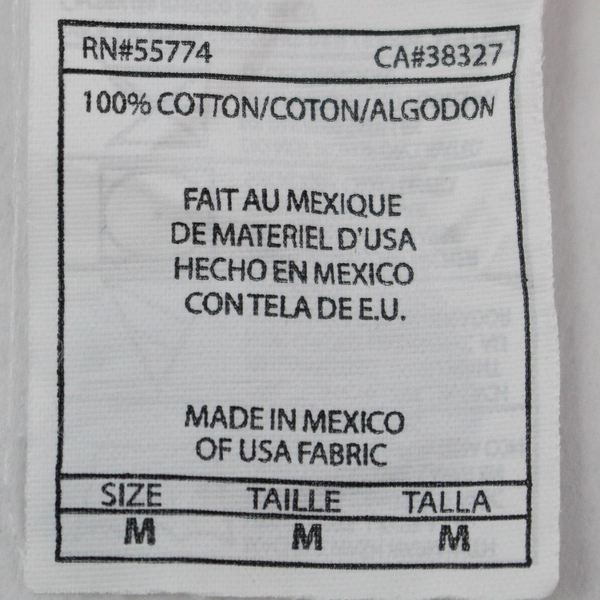 RN#55774 CA#38327
100% COTTON/COTON/ALGODON
FAIT AU MEXIQUE
DE MATERIEL D'USA
HECHO EN MEXICO
CON TELA DE E.U.
MADE IN MEXICO
OF USA FABRIC
SIZE TAILLE TALLA
M M M